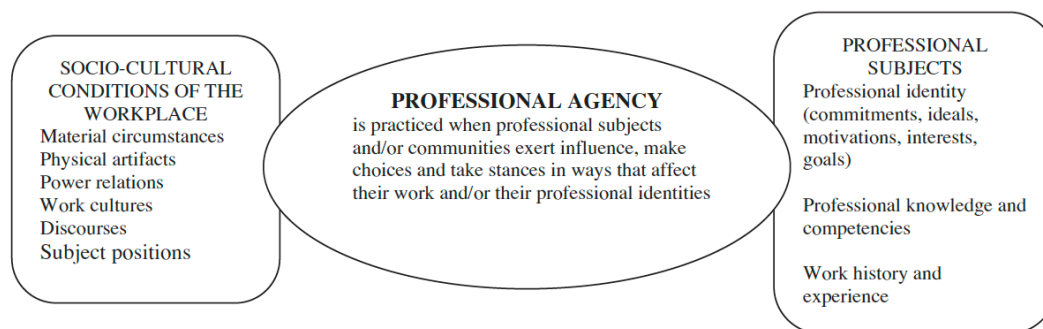 SOCIO-CULTURAL
CONDITIONS OF THE
WORKPLACE
Material circumstances
Physical artifacts
Power relations
Work cultures
Discourses
Subject positions
PROFESSIONAL AGENCY
is practiced when professional subjects
and/or communities exert influence, make
choices and take stances in ways that affect
their work and/or their professional identities
PROFESSIONAL
SUBJECTS
Professional identity
(commitments, ideals,
motivations, interests,
goals)
Professional knowledge and
competencies
Work history and
experience